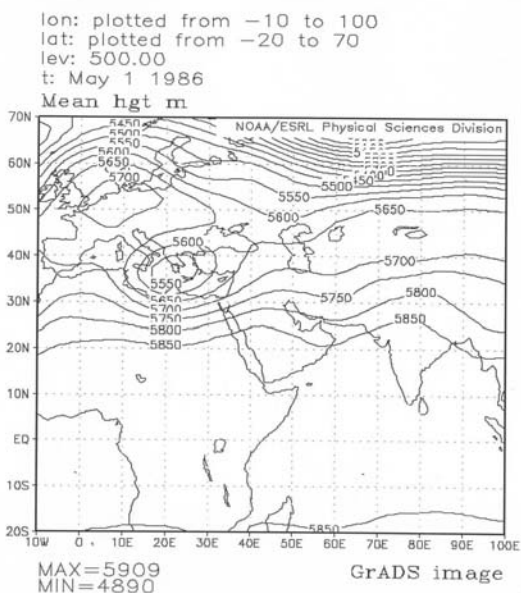 lon: plotted from -10 to 100
lat: plotted from -20 to 70
lev: 500.00
t: May 1 1986
Mean hgt m
NOAA/ESRL Physical Sciences Division
70N
5450
5500
5550
60N
5600
5650
5700
5500
5550
50N
5600
5650
5600
40N
5700
5550
5650
5750
5800
30N
5700
5750
5800
5850
5850
20N
10N
EQ
10S
5850
20S
10W 0 10E 20E 30E 40E 50E 60E 70E 80E 90E 100E
MAX=5909
MIN=4890
GrADS image